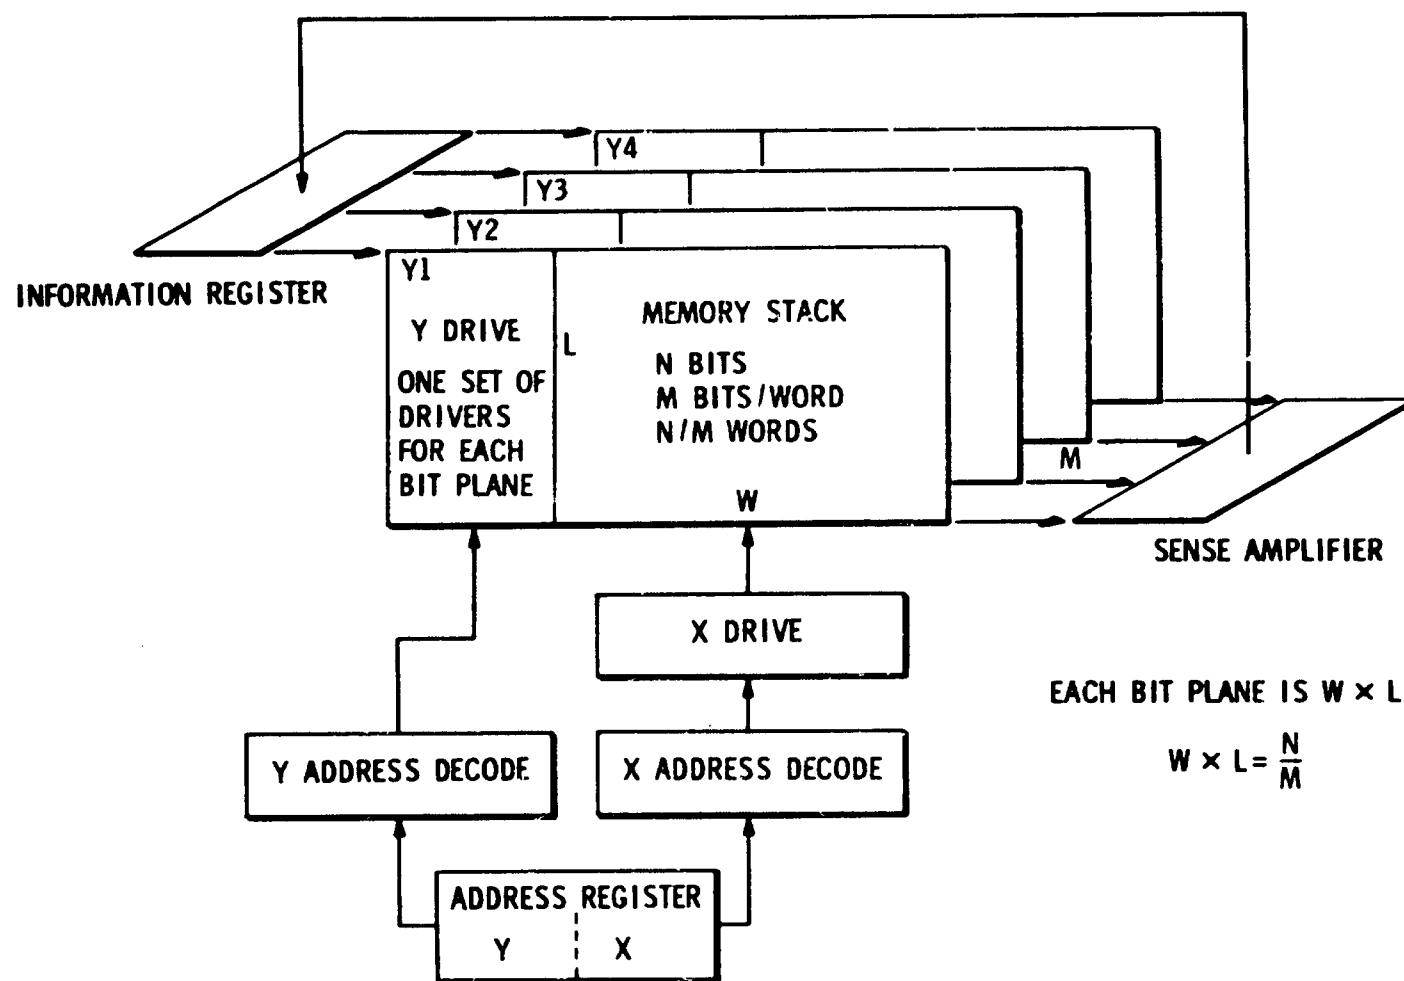 Y4
Y3
Y2
Y1
INFORMATION REGISTER
Y DRIVE
ONE SET OF
DRIVERS
FOR EACH
BIT PLANE
L
MEMORY STACK
N BITS
M BITS/WORD
N/M WORDS
W
M
SENSE AMPLIFIER
X DRIVE
EACH BIT PLANE IS W × L
W × L = N/M
Y ADDRESS DECODE
X ADDRESS DECODE
ADDRESS REGISTER
Y X